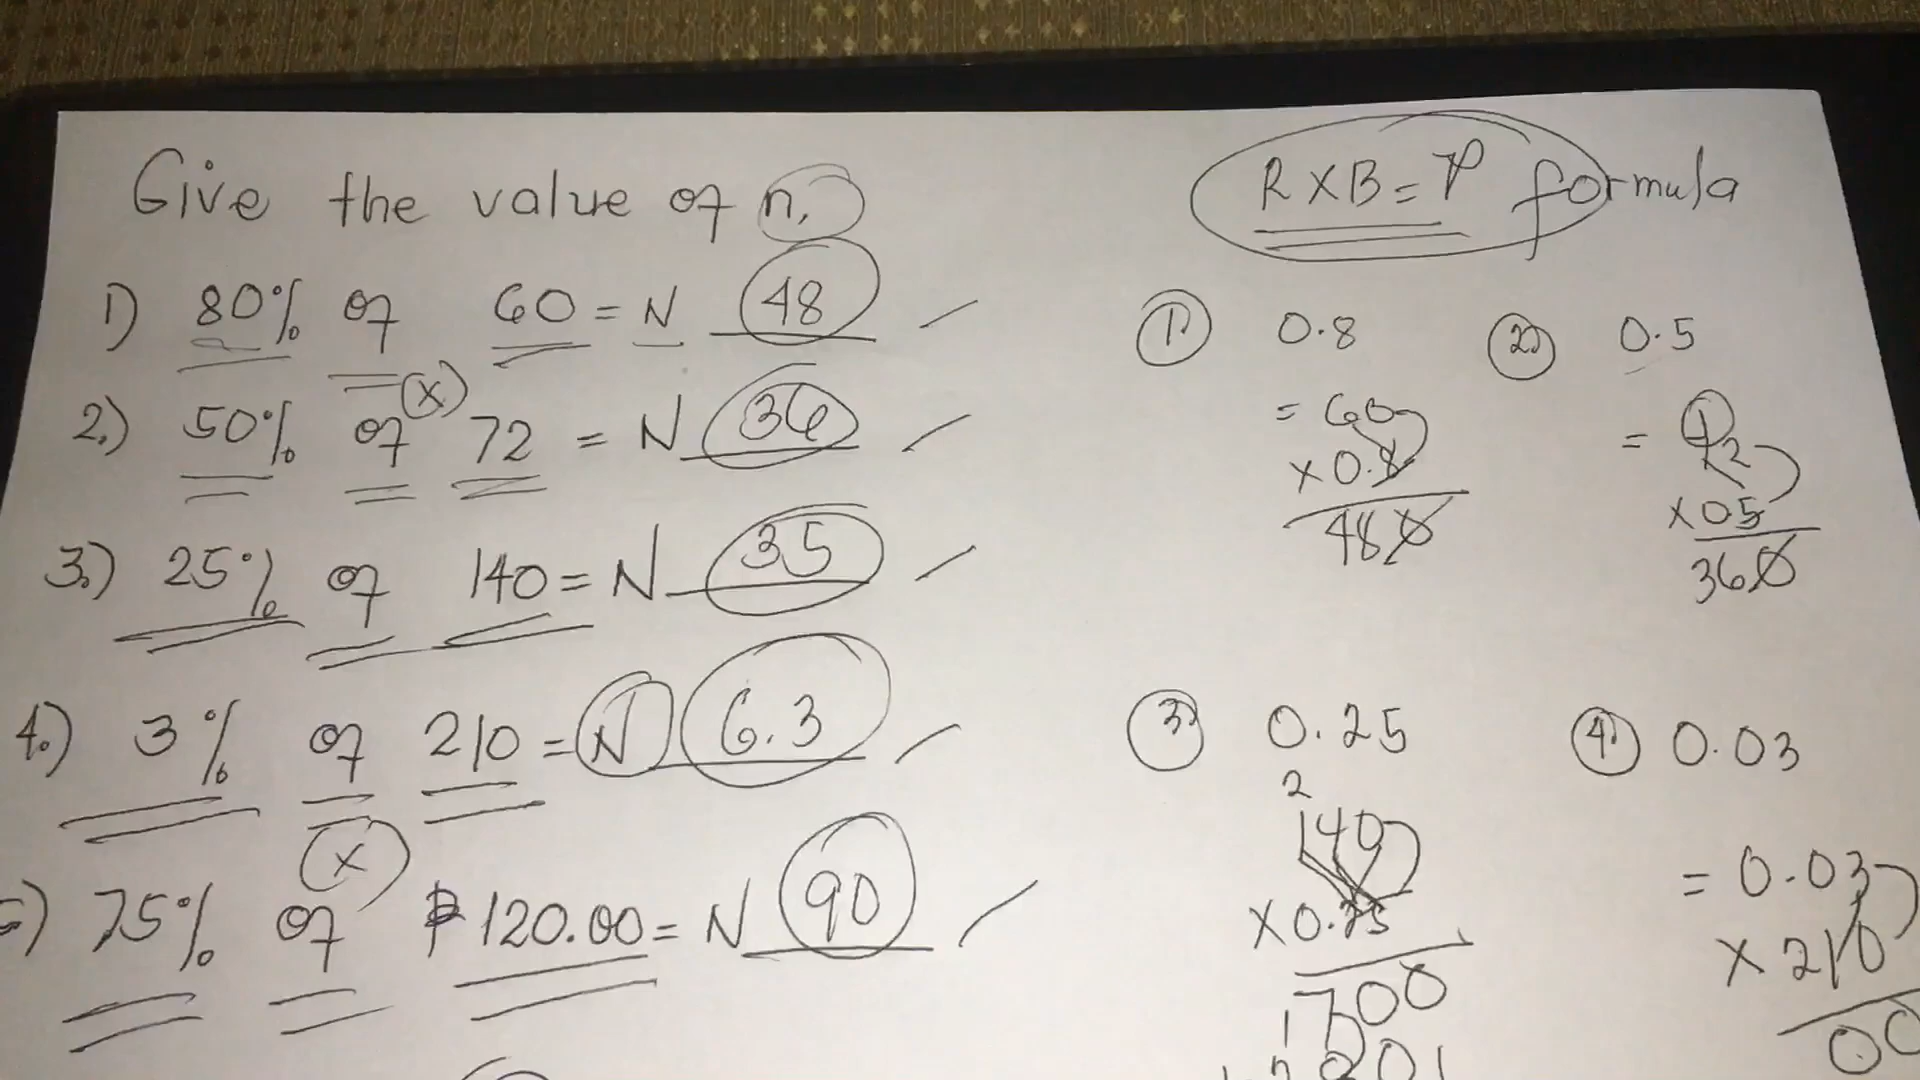 Give the value of n.
R X B = P formula
1) 80% of 60 = N 48
2.) 50% of (x) 72 = N 36
3.) 25% of 140 = N 35
4.) 3% of 210 = N 6.3
75% of (x) ₱120.00 = N 90
1) 0.8
= 60
x 0.8
480
2) 0.5
= 72
x 05
360
3) 0.25
2
140
x 0.25
700
4) 0.03
= 0.03
x 210